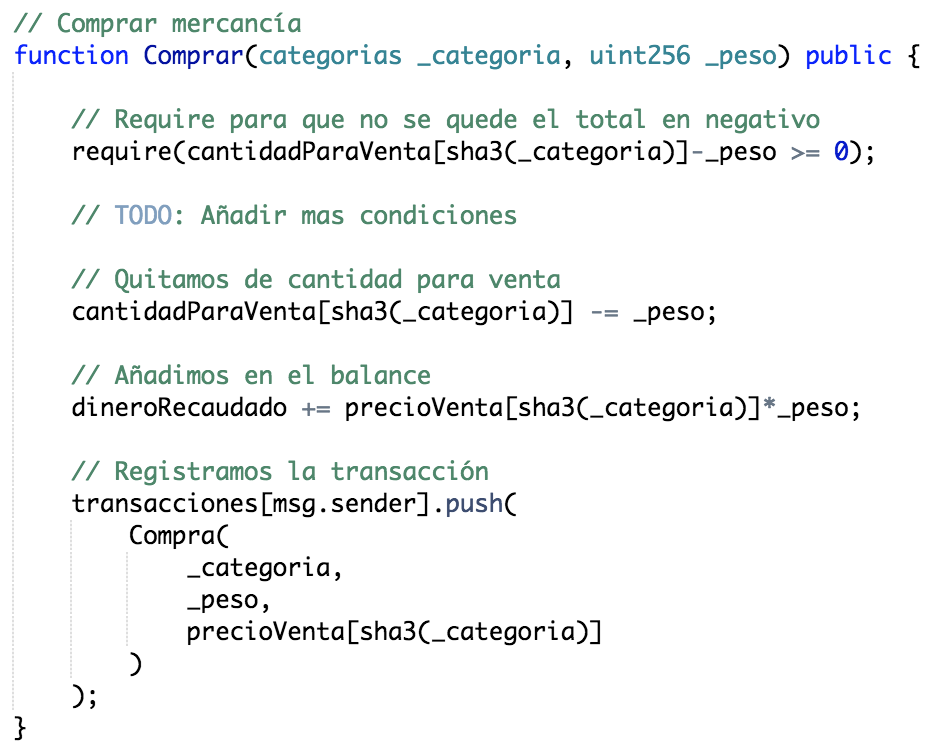 // Comprar mercancía
function Comprar(categorias _categoria, uint256 _peso) public {
// Require para que no se quede el total en negativo
require(cantidadParaVenta[sha3(_categoria)]-_peso >= 0);
// TODO: Añadir mas condiciones
// Quitamos de cantidad para venta
cantidadParaVenta[sha3(_categoria)] -= _peso;
// Añadimos en el balance
dineroRecaudado += precioVenta[sha3(_categoria)]*_peso;
// Registramos la transacción
transacciones[msg.sender].push(
Compra(
_categoria,
_peso,
precioVenta[sha3(_categoria)]
)
);
}